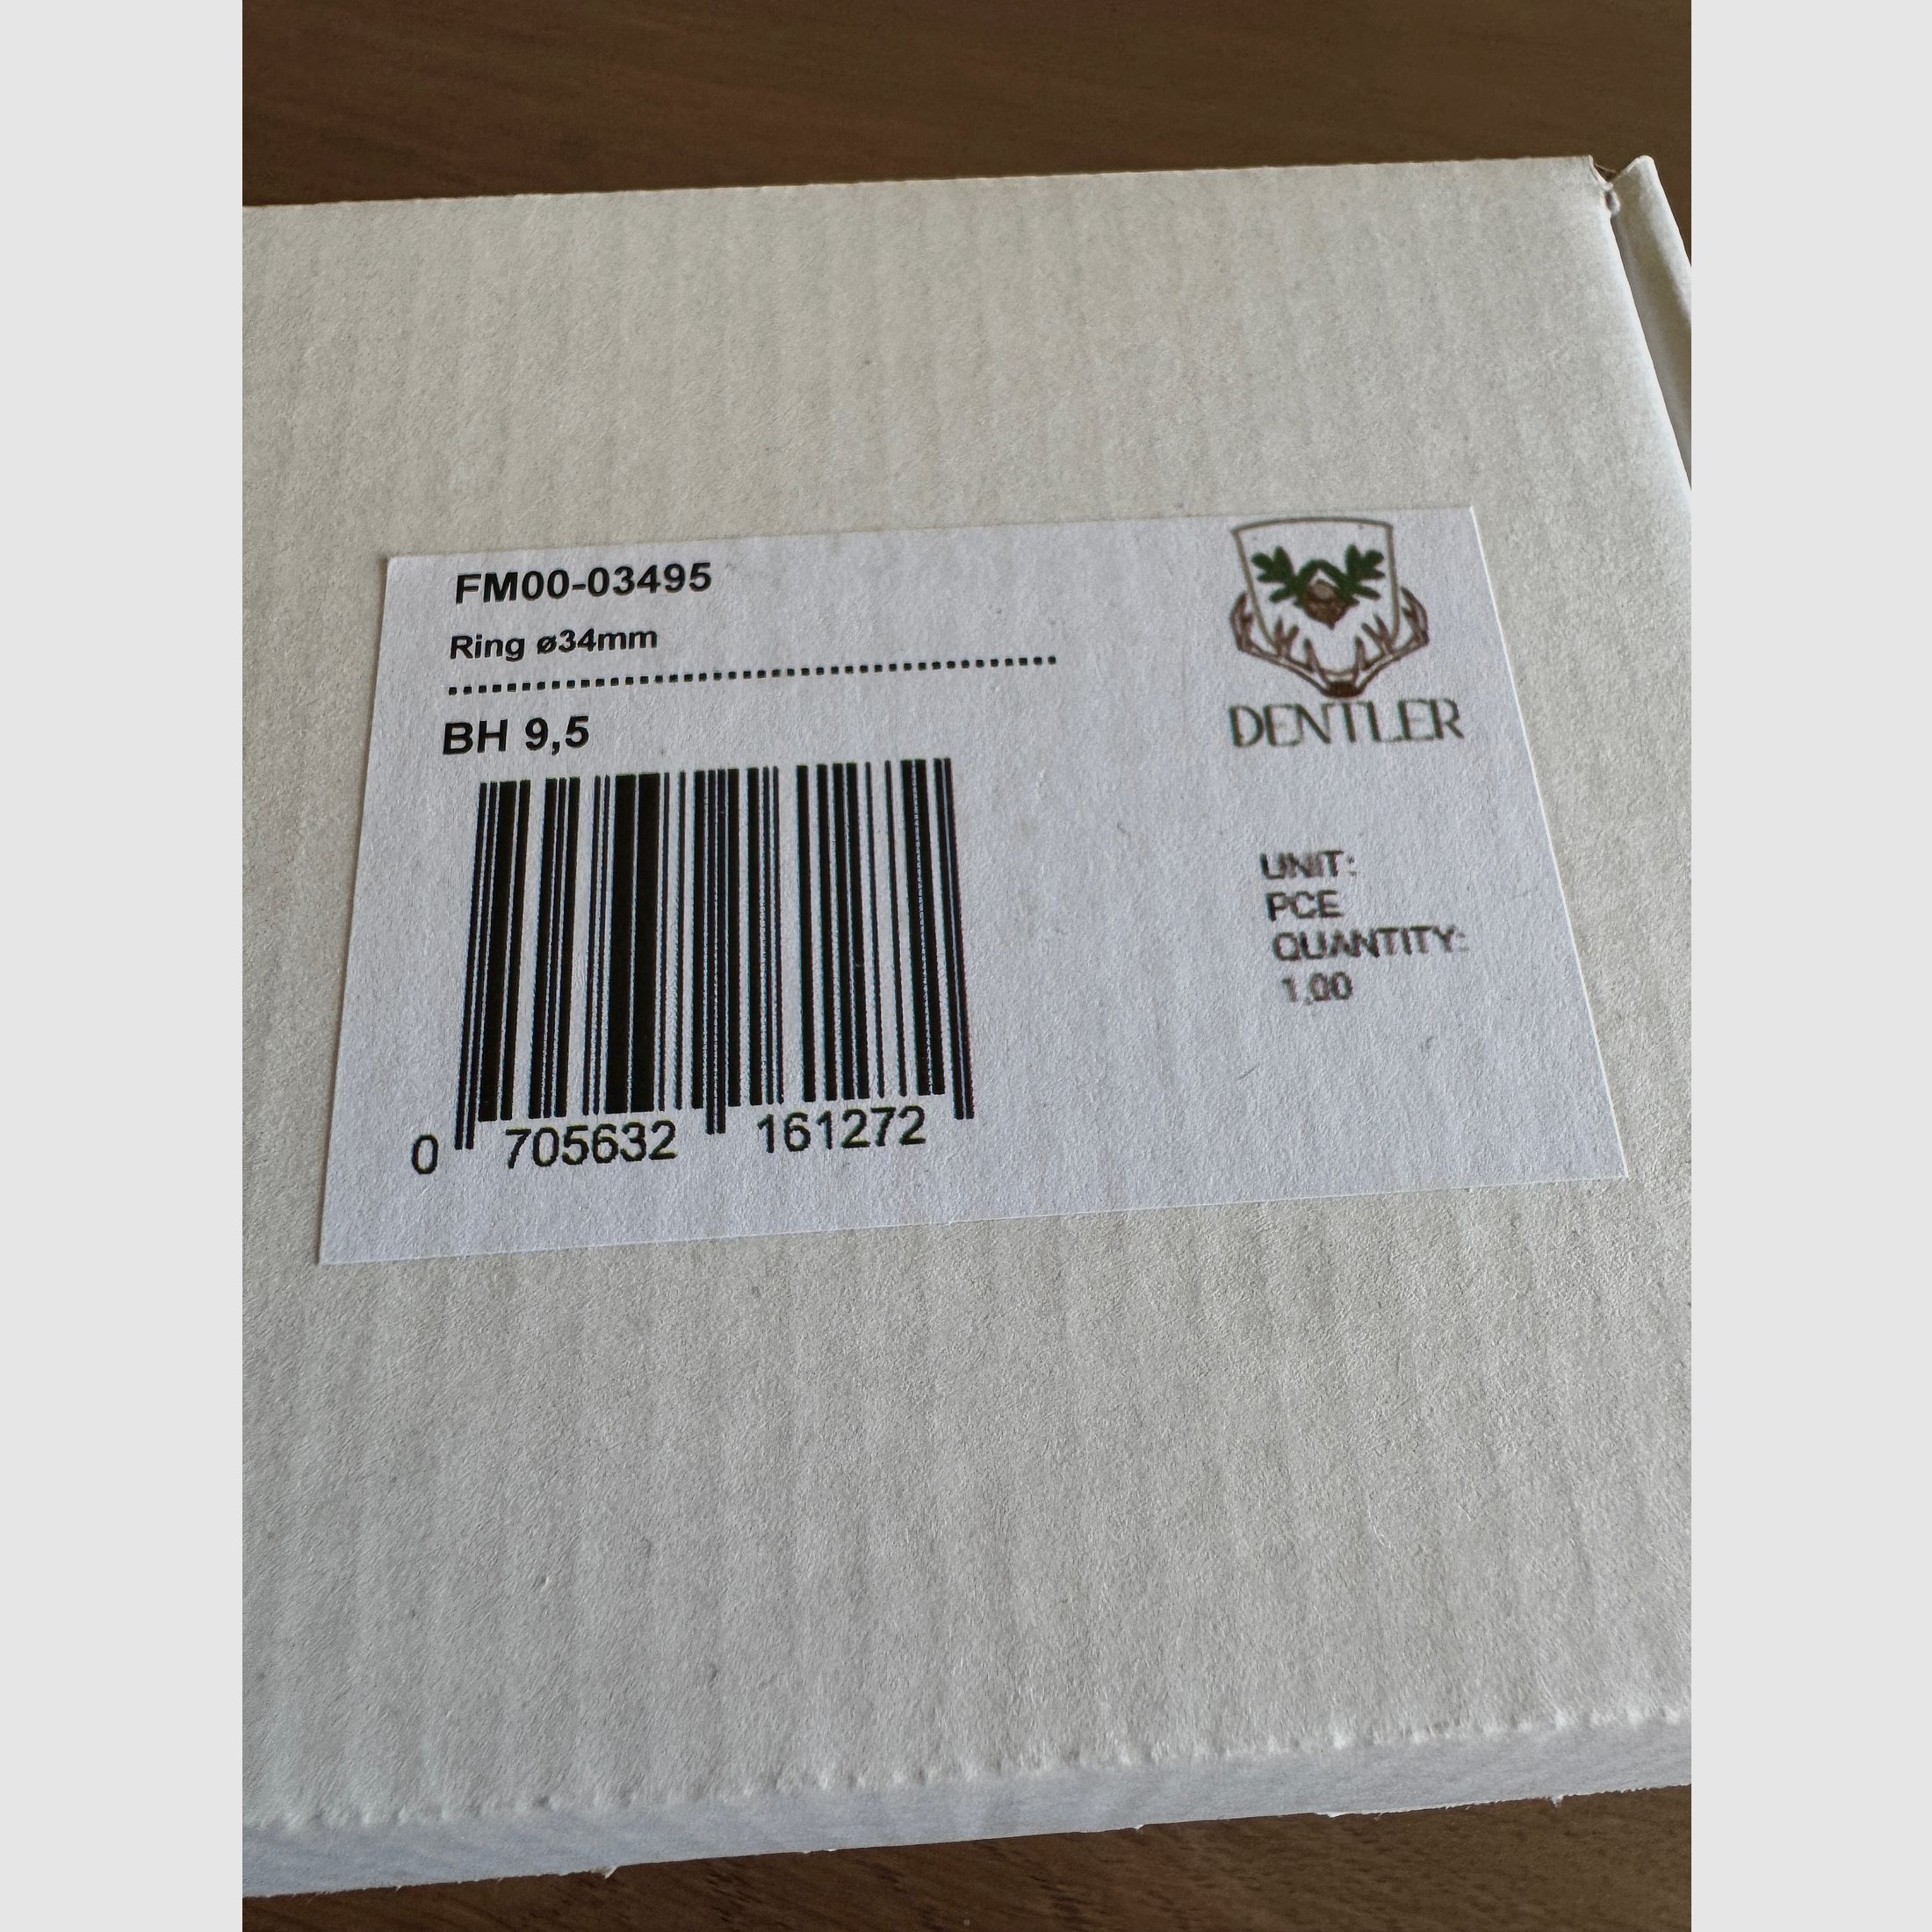 FM00-03495
Ring ø34mm
BH 9,5
0 705632 161272
DENTLER
UNIT:
PCE
QUANTITY:
1,00